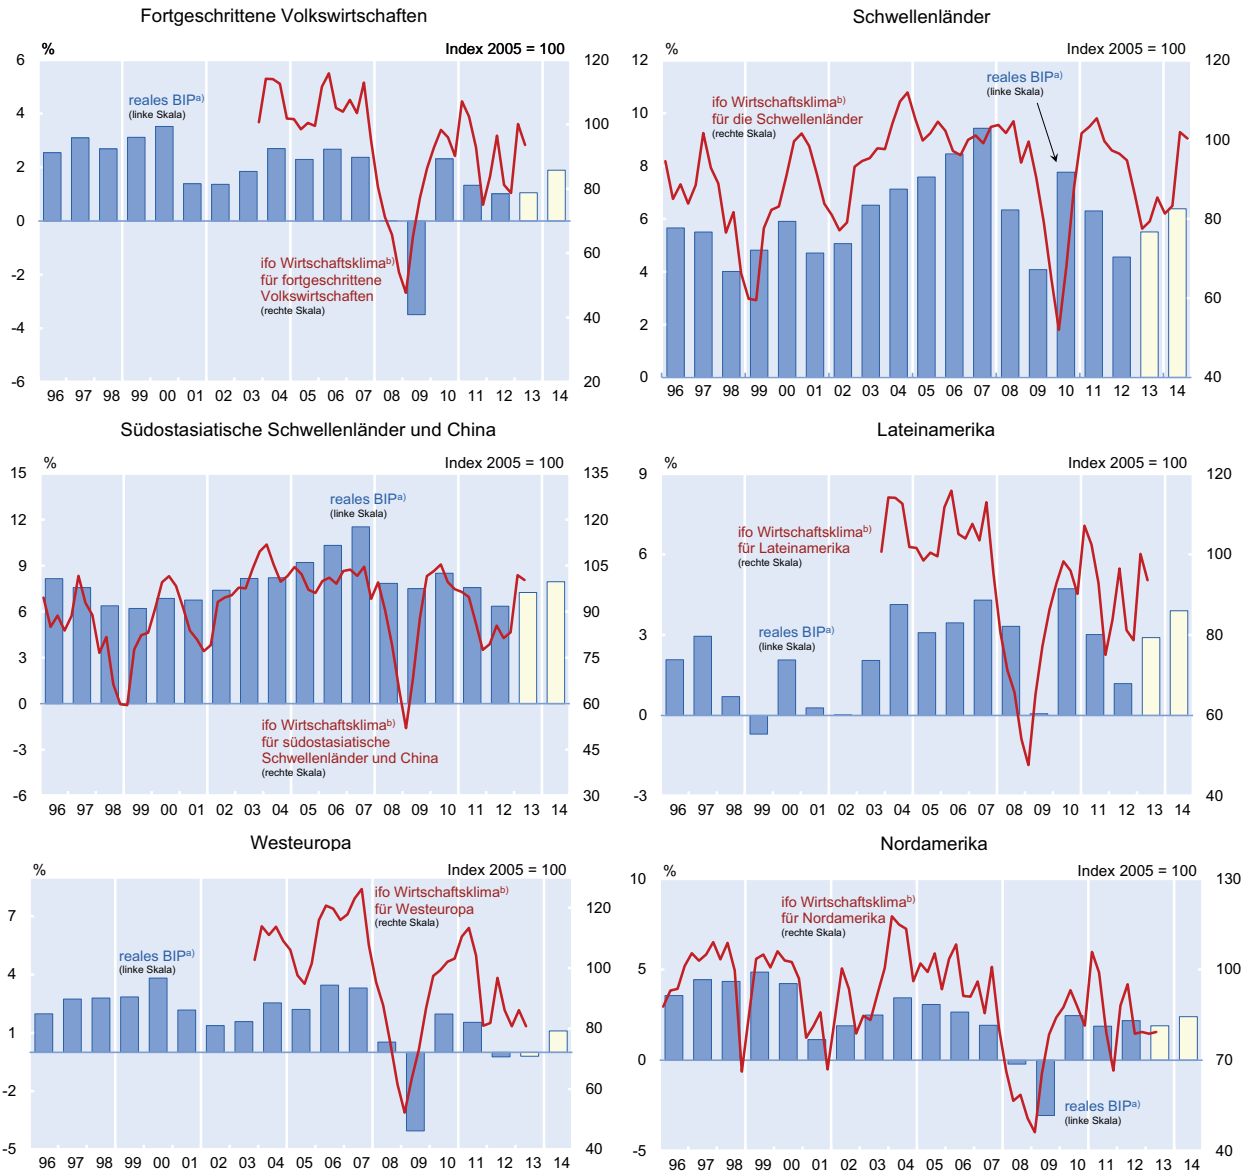 Fortgeschrittene Volkswirtschaften
% Index 2005 = 100
6 120
4 100
2 80
0
60
-2
-4 40
-6 20
reales BIPa)
(linke Skala)
ifo Wirtschaftsklimab)
für fortgeschrittene
Volkswirtschaften
(rechte Skala)
96 97 98 99 00 01 02 03 04 05 06 07 08 09 10 11 12 13 14
Schwellenländer
% Index 2005 = 100
12 120
10 100
8
6 80
4 60
2
0 40
reales BIPa)
(linke Skala)
ifo Wirtschaftsklimab)
für die Schwellenländer
(rechte Skala)
96 97 98 99 00 01 02 03 04 05 06 07 08 09 10 11 12 13 14
Südostasiatische Schwellenländer und China
% Index 2005 = 100
15 135
12 120
9 105
6 90
3 75
0 60
-3 45
-6 30
reales BIPa)
(linke Skala)
ifo Wirtschaftsklimab)
für südostasiatische
Schwellenländer und China
(rechte Skala)
96 97 98 99 00 01 02 03 04 05 06 07 08 09 10 11 12 13 14
Lateinamerika
% Index 2005 = 100
9 120
6 100
3 80
0 60
-3 40
ifo Wirtschaftsklimab)
für Lateinamerika
(rechte Skala)
reales BIPa)
(linke Skala)
96 97 98 99 00 01 02 03 04 05 06 07 08 09 10 11 12 13 14
Westeuropa
% Index 2005 = 100
7 120
4 100
1 80
-2 60
-5 40
ifo Wirtschaftsklimab)
für Westeuropa
(rechte Skala)
reales BIPa)
(linke Skala)
96 97 98 99 00 01 02 03 04 05 06 07 08 09 10 11 12 13 14
Nordamerika
% Index 2005 = 100
10 130
5 100
0 70
-5 40
ifo Wirtschaftsklimab)
für Nordamerika
(rechte Skala)
reales BIPa)
(linke Skala)
96 97 98 99 00 01 02 03 04 05 06 07 08 09 10 11 12 13 14